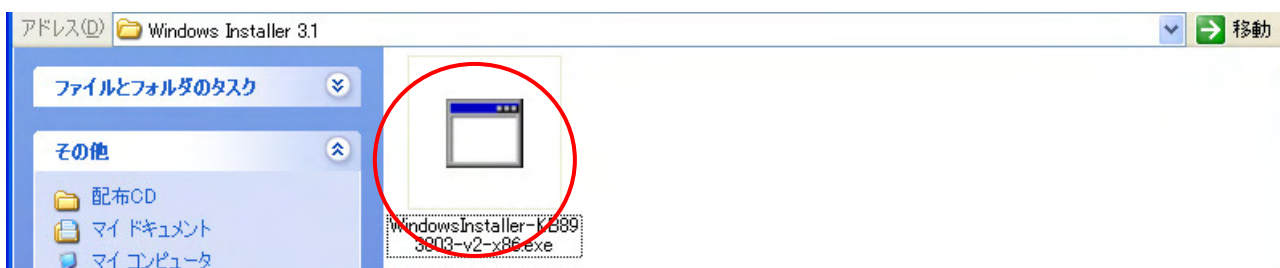 アドレス(D) Windows Installer 3.1 移動
ファイルとフォルダのタスク
その他
配布CD
マイ ドキュメント
マイ コンピュータ
WindowsInstaller-KB89
3803-v2-x86.exe